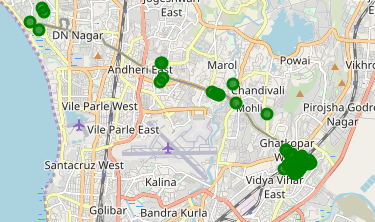 Jogeshwari
East
DN Nagar
Andheri East
Marol
Powai
Chandivali
Vikhro
Mohli
Vile Parle West
Pirojsha Godre
Nagar
Vile Parle East
Ghatkopar
W
Santacruz West
Vidya Vihar
East
Kalina
Golibar
Bandra Kurla